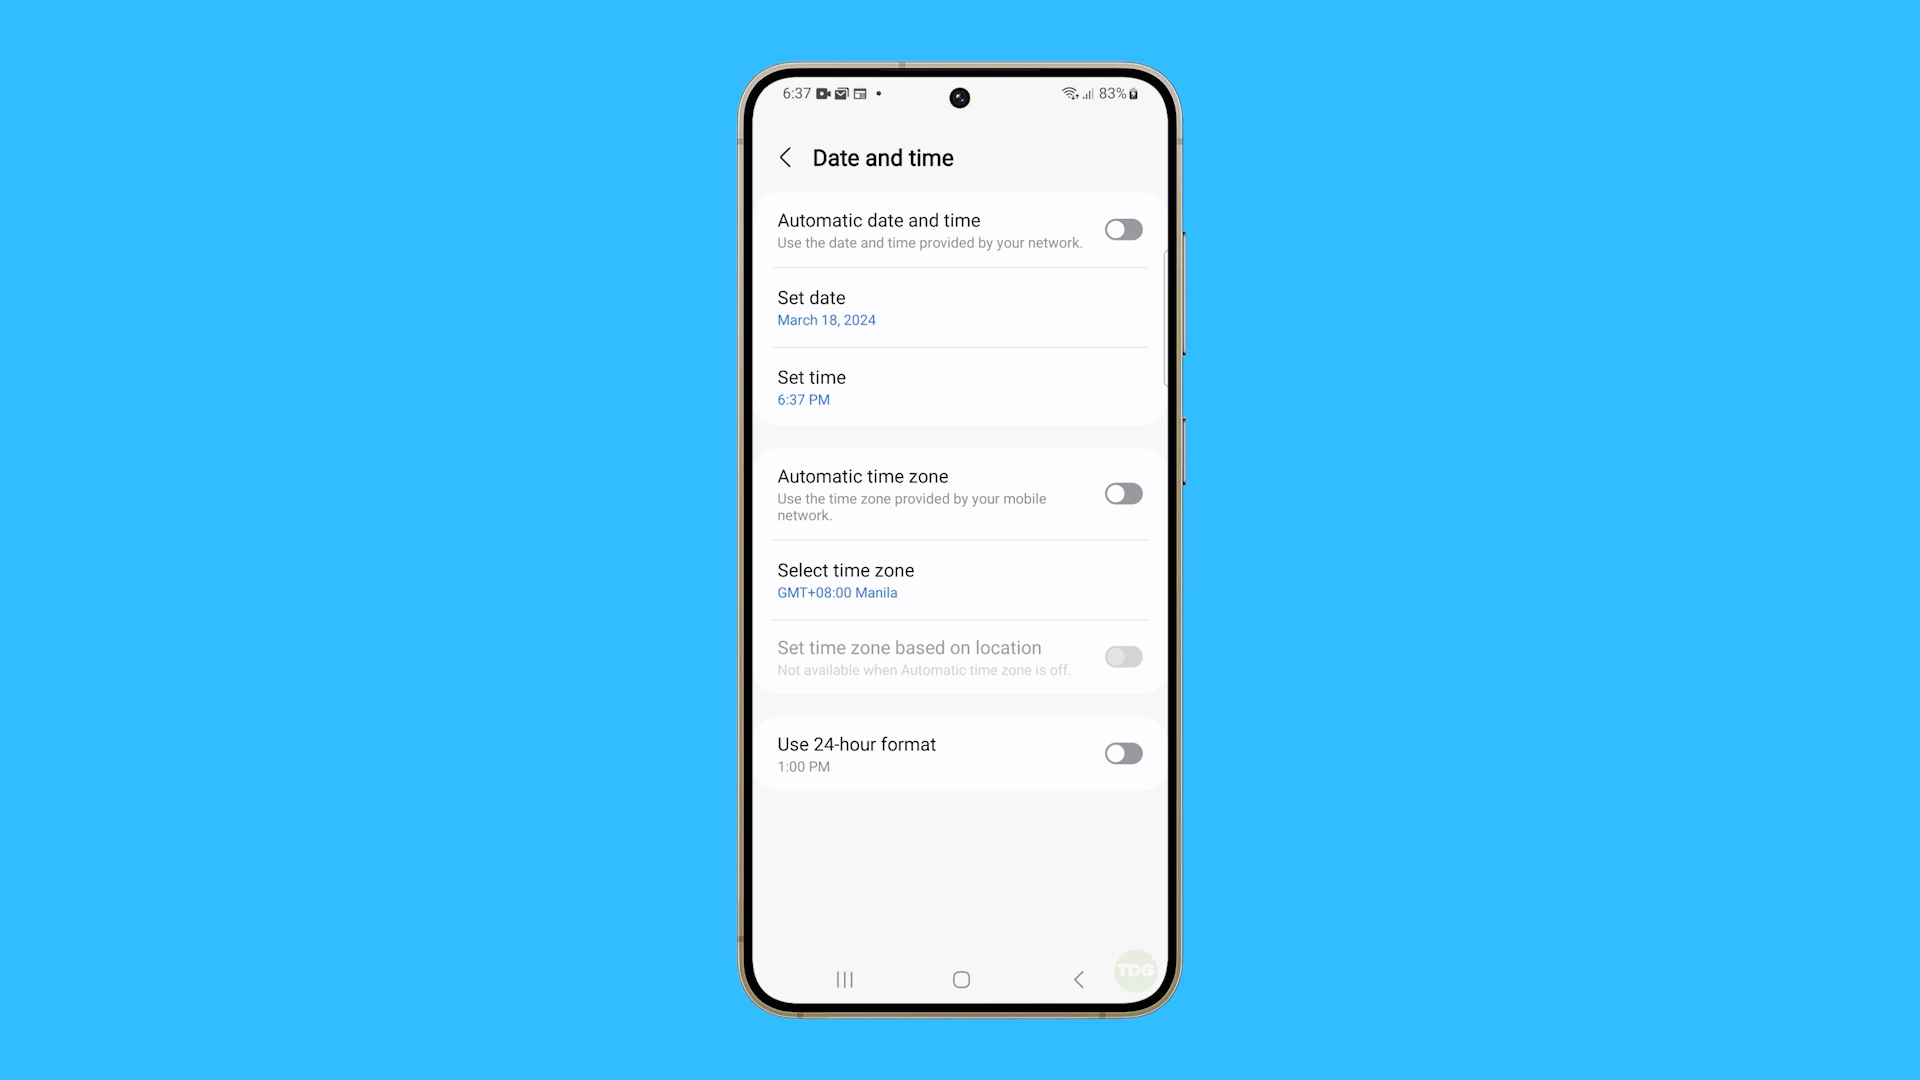 6:37
83%
Date and time
Automatic date and time
Use the date and time provided by your network.
Set date
March 18, 2024
Set time
6:37 PM
Automatic time zone
Use the time zone provided by your mobile
network.
Select time zone
GMT+08:00 Manila
Set time zone based on location
Not available when Automatic time zone is off.
Use 24-hour format
1:00 PM
TDG